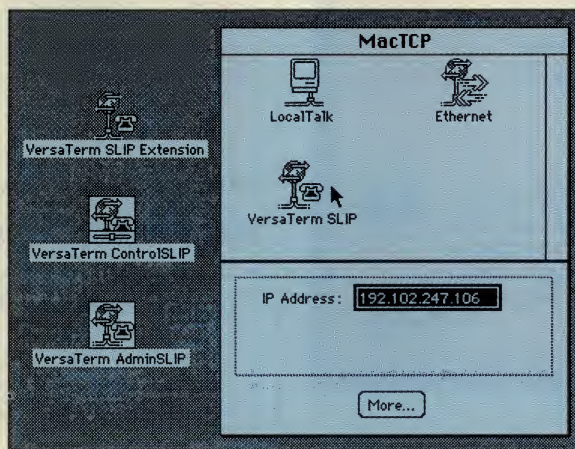 MacTCP
LocalTalk
Ethernet
VersaTerm SLIP
IP Address: 192.102.247.106
More...
VersaTerm SLIP Extension
VersaTerm ControlSLIP
VersaTerm AdminSLIP